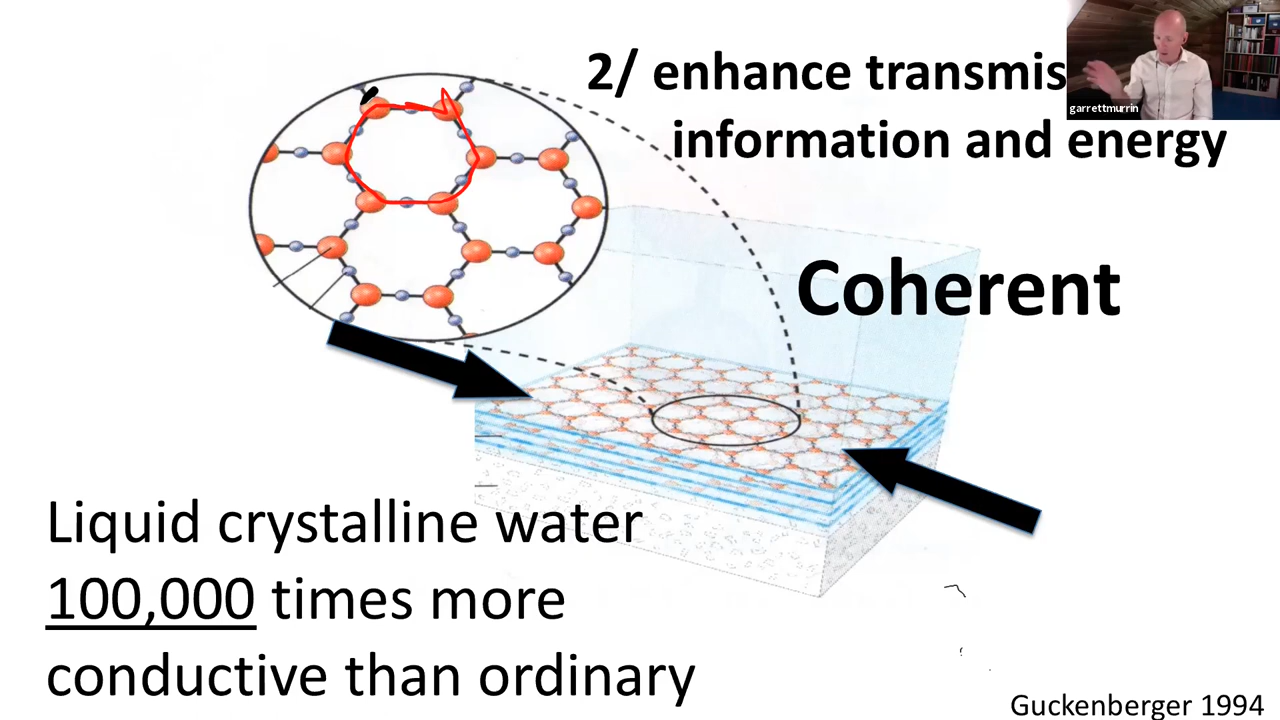 2/ enhance transmis
information and energy
garrettmurrin
Coherent
Liquid crystalline water
100,000 times more
conductive than ordinary
Guckenberger 1994